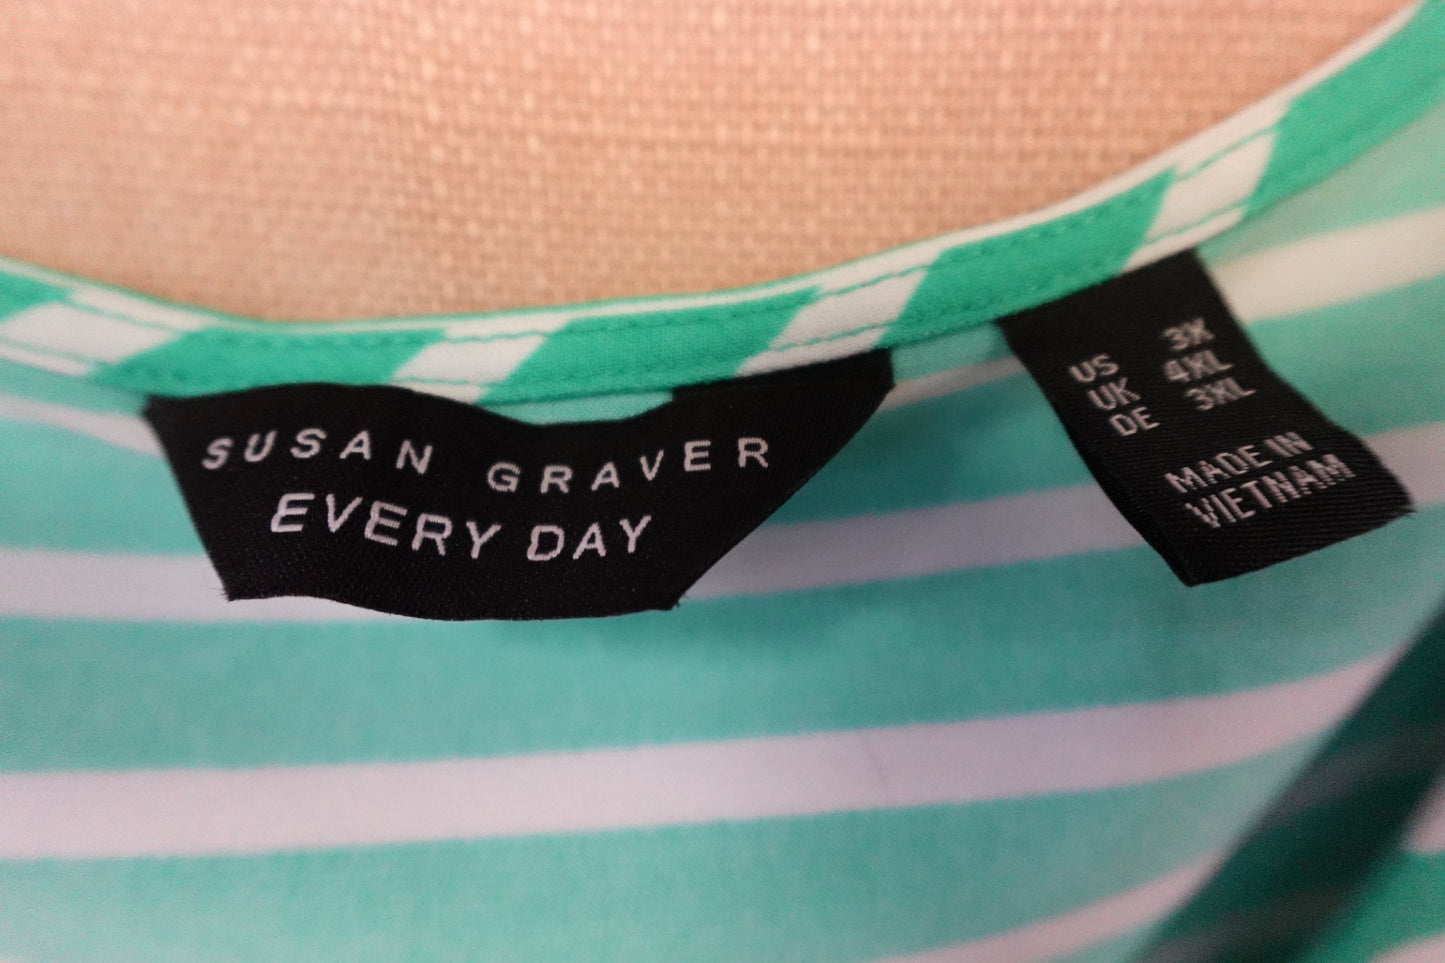 SUSAN GRAVER
EVERY DAY
US 3X
UK 4XL
DE 3XL
MADE IN
VIETNAM